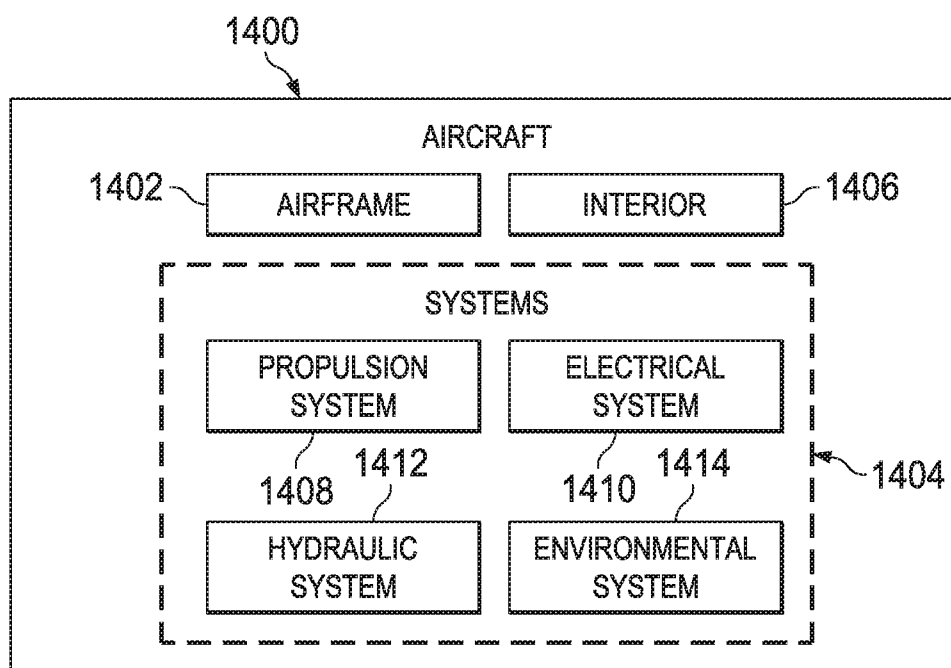 1400
AIRCRAFT
1402
AIRFRAME
INTERIOR
1406
SYSTEMS
PROPULSION
SYSTEM
ELECTRICAL
SYSTEM
1408
1412
1410
1414
1404
HYDRAULIC
SYSTEM
ENVIRONMENTAL
SYSTEM